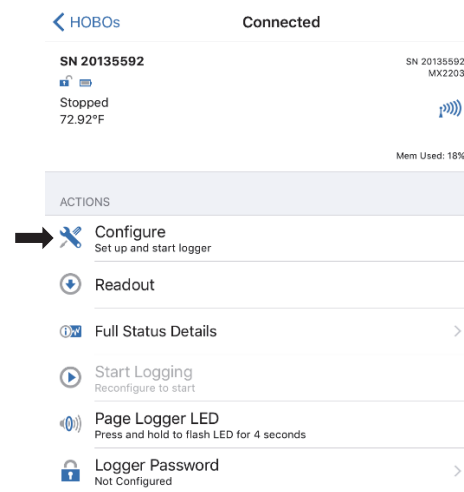 HOBOs
Connected
SN 20135592
SN 20135592
MX2203
Stopped
72.92°F
Mem Used: 18%
ACTIONS
Configure
Set up and start logger
Readout
Full Status Details
Start Logging
Reconfigure to start
Page Logger LED
Press and hold to flash LED for 4 seconds
Logger Password
Not Configured